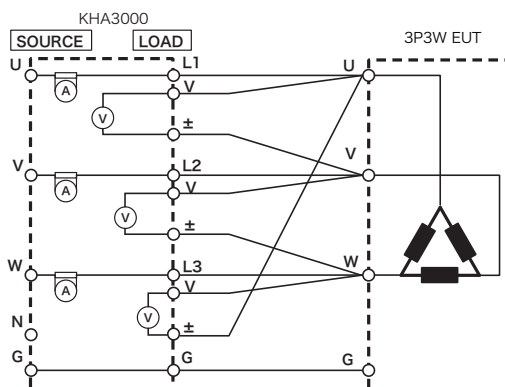 KHA3000
SOURCE LOAD 3P3W EUT
U L1 U
A V
V
±
V L2 V
A V
V
±
W L3 W
A V
V
±
N
G G G